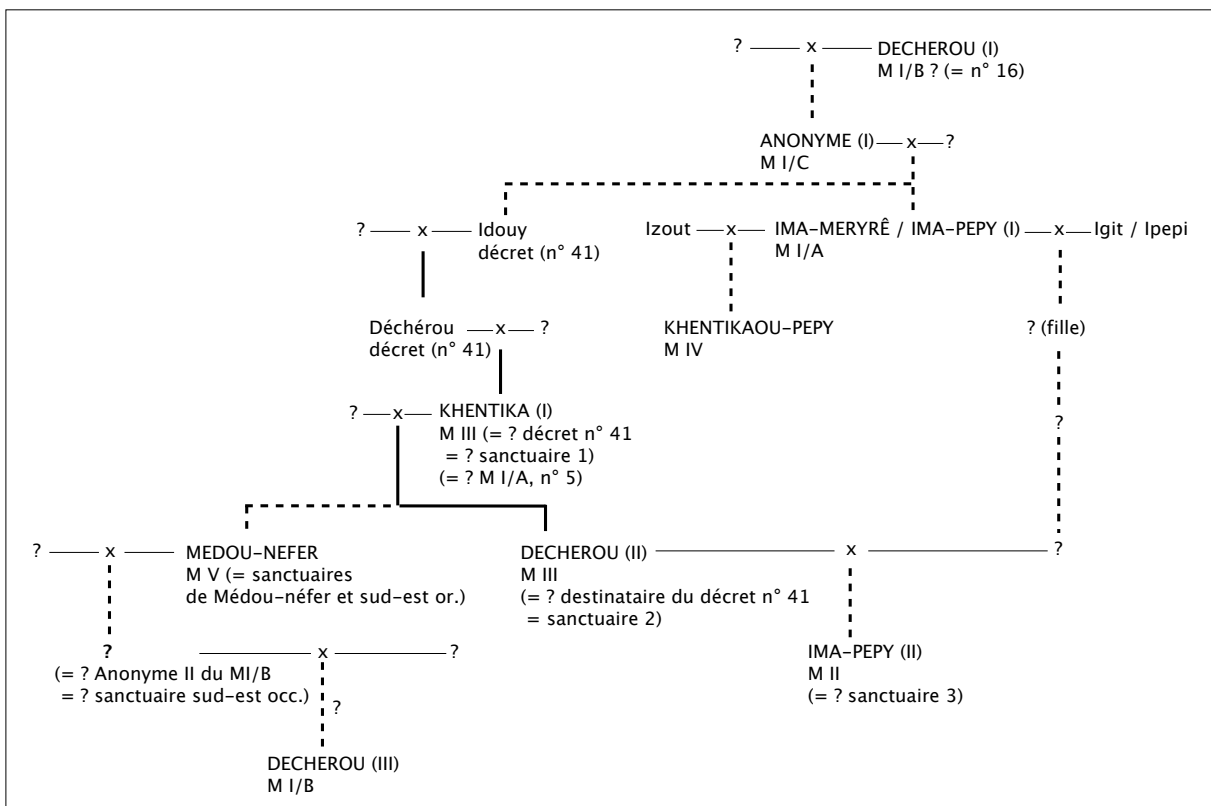 ? x DECHEROU (I)
M I/B ? (= n° 16)
ANONYME (I) x ?
M I/C
? x Idouy
décret (n° 41)
Izout x IMA-MERYRÊ / IMA-PEPY (I) x Igit / Ipepi
M I/A
Déchérou x ?
décret (n° 41)
KHENTIKAOU-PEPY
M IV
? (fille)
? x KHENTIKA (I)
M III (= ? décret n° 41
= ? sanctuaire 1)
(= ? M I/A, n° 5)
?
? x MEDOU-NEFER
M V (= sanctuaires
de Médou-néfer et sud-est or.)
DECHEROU (II) x ?
M III
(= ? destinataire du décret n° 41
= sanctuaire 2)
? x ?
(= ? Anonyme II du MI/B
= ? sanctuaire sud-est occ.)
?
IMA-PEPY (II)
M II
(= ? sanctuaire 3)
DECHEROU (III)
M I/B